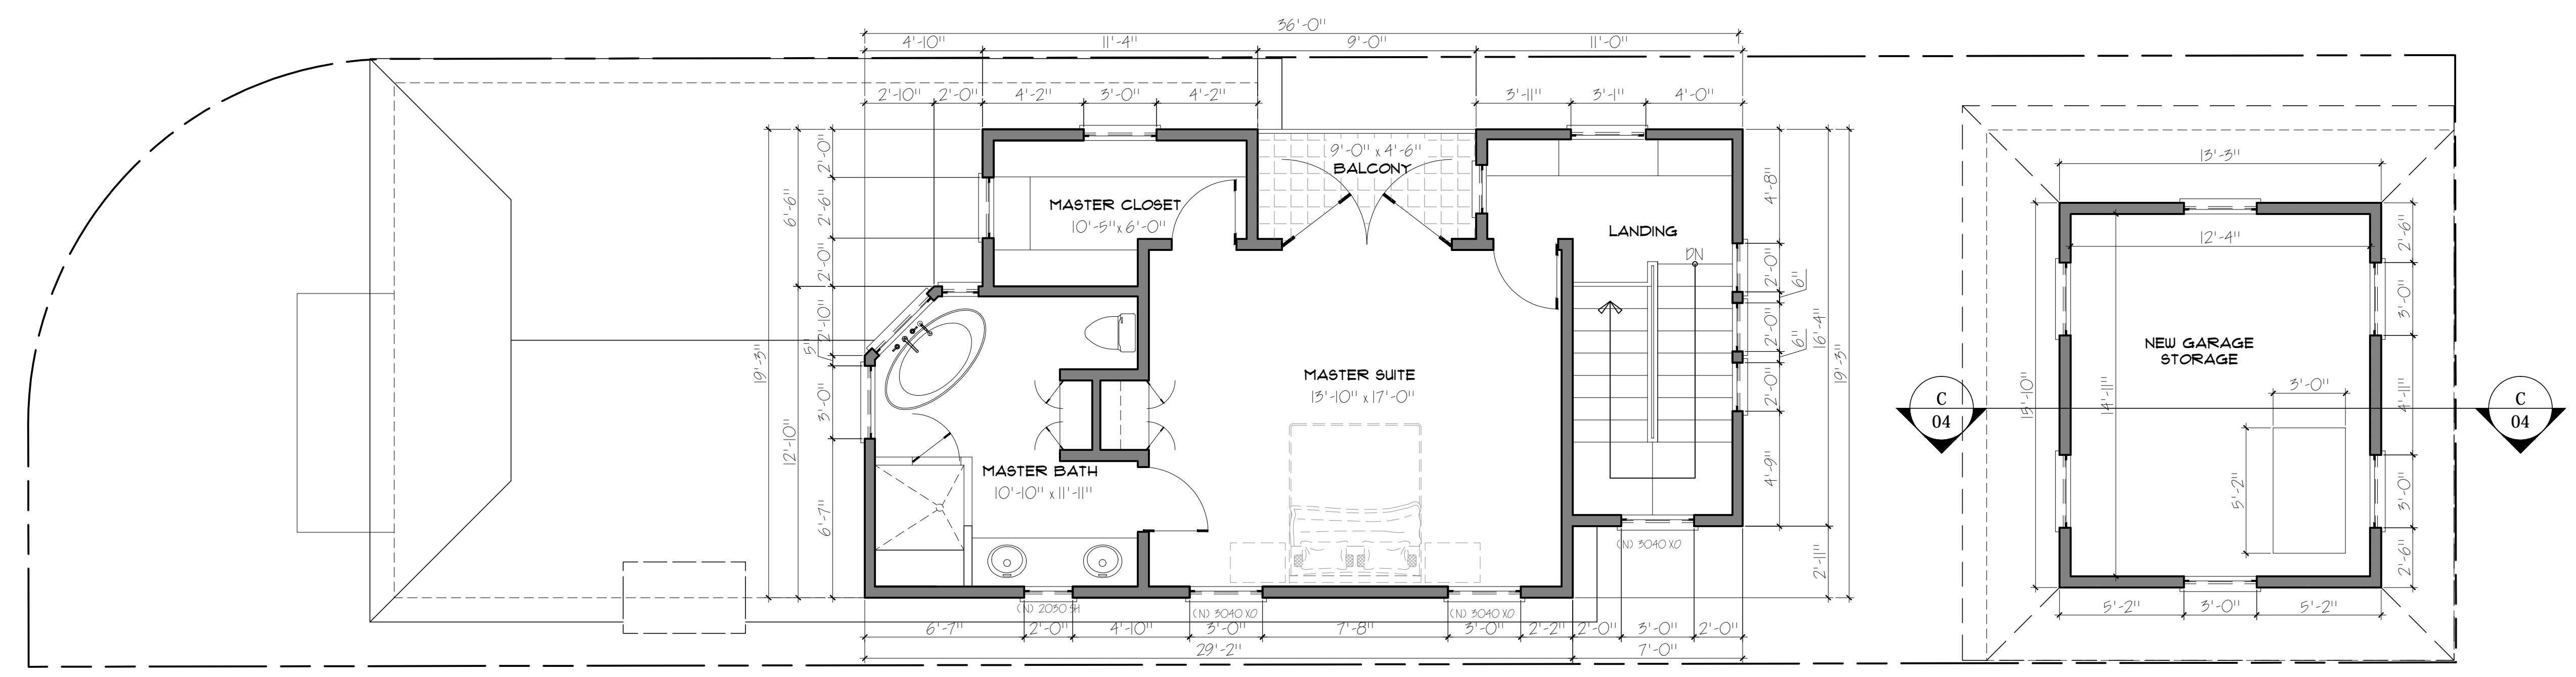 36'-0"
4'-10" 11'-4" 9'-0" 11'-0"
2'-10" 2'-0" 4'-2" 3'-0" 4'-2" 3'-11" 3'-1" 4'-0"
19'-3"
6'-6"
12'-10"
2'-0"
2'-6"
2'-0"
2'-10"
5"
3'-0"
6'-7"
MASTER CLOSET
10'-5" x 6'-0"
9'-0" x 4'-6"
BALCONY
LANDING
DN
MASTER SUITE
13'-10" x 17'-0"
MASTER BATH
10'-10" x 11'-11"
4'-8"
2'-0"
6"
2'-0"
6"
2'-0"
4'-9"
16'-4"
2'-11"
19'-3"
(N) 3040 XO
(N) 2030 SH
(N) 3040 XO
(N) 3040 XO
6'-7" 2'-0" 4'-10" 3'-0" 7'-8" 3'-0" 2'-2" 2'-0" 3'-0" 2'-0"
29'-2" 7'-0"
13'-3"
12'-4"
15'-10"
14'-11"
NEW GARAGE
STORAGE
3'-0"
5'-2"
2'-6"
3'-0"
4'-11"
3'-0"
2'-6"
5'-2" 3'-0" 5'-2"
C
04
C
04